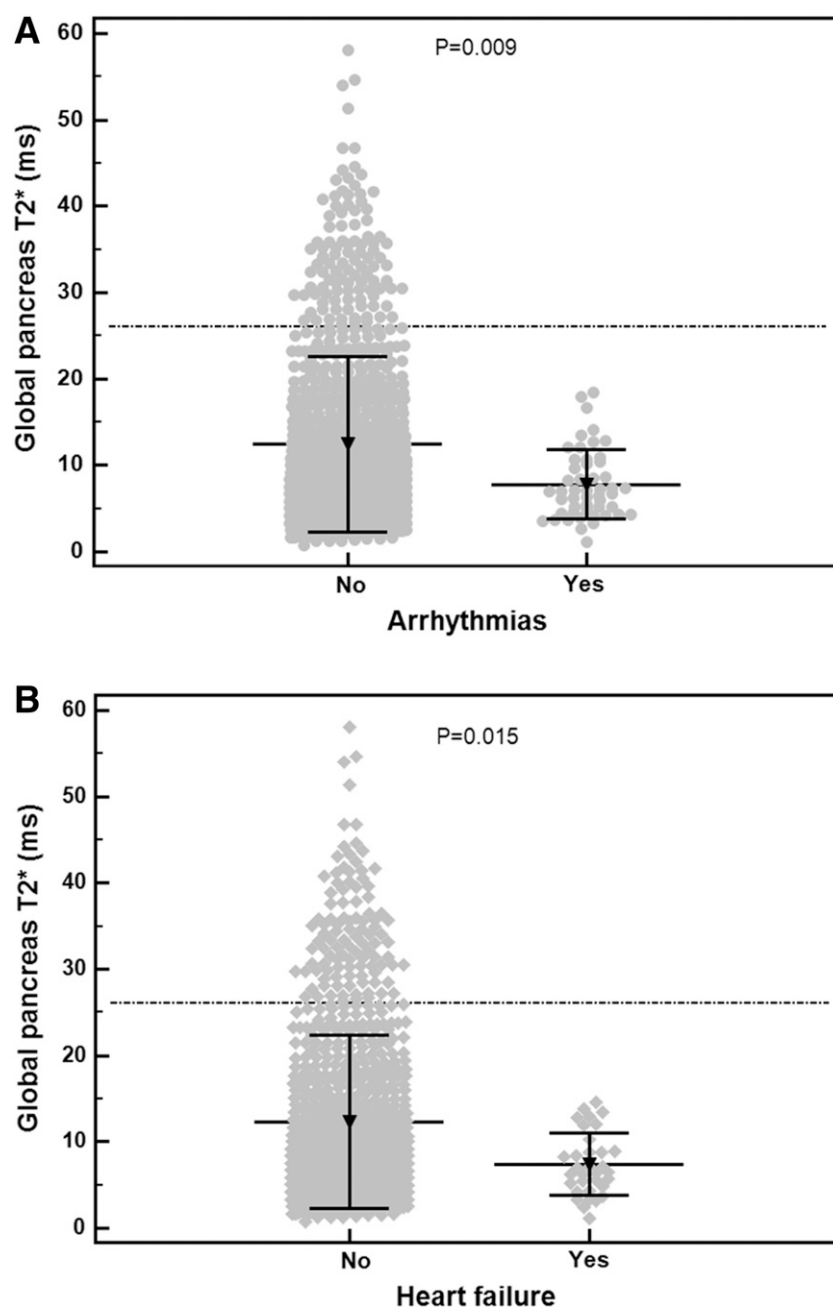 A
P=0.009
Global pancreas T2* (ms)
60
50
40
30
20
10
0
No Yes
Arrhythmias
B
P=0.015
Global pancreas T2* (ms)
60
50
40
30
20
10
0
No Yes
Heart failure